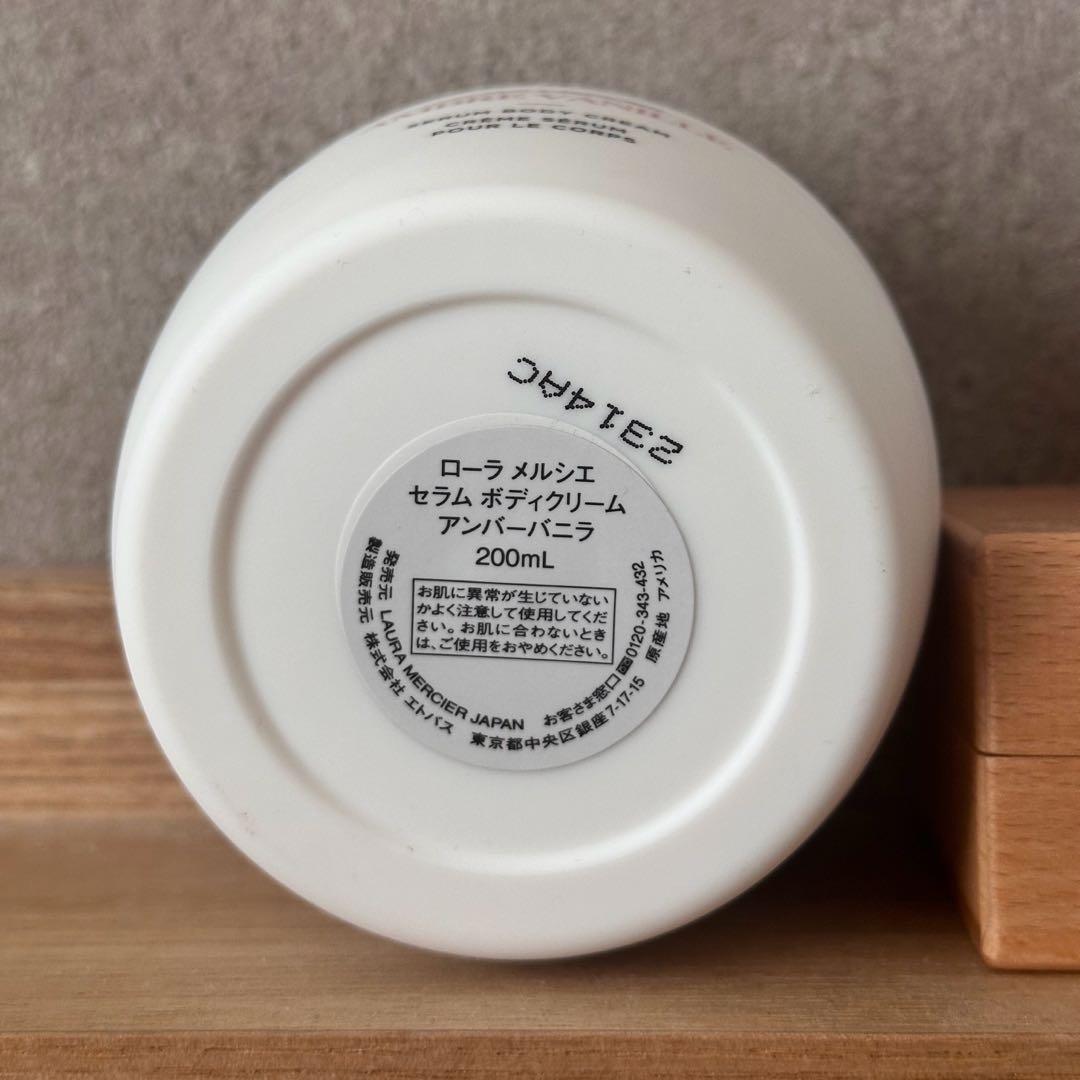 SERUM BODY CREAM
CRÈME SÉRUM
POUR LE CORPS
2314AC
ローラ メルシエ
セラム ボディクリーム
アンバーバニラ
200mL
お肌に異常が生じていない
かよく注意して使用してくだ
さい。お肌に合わないとき
は、ご使用をおやめください。
発売元 LAURA MERCIER JAPAN お客さま窓口 0120-343-432
製造販売元 株式会社 エトバス 東京都中央区銀座7-17-15 原産地 アメリカ